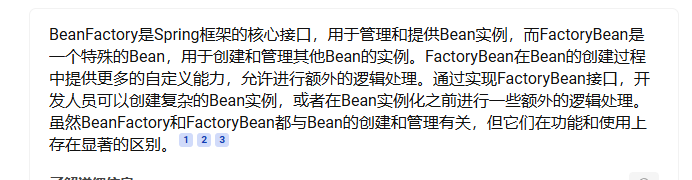 BeanFactory是Spring框架的核心接口，用于管理和提供Bean实例，而FactoryBean是
一个特殊的Bean，用于创建和管理其他Bean的实例。FactoryBean在Bean的创建过程
中提供更多的自定义能力，允许进行额外的逻辑处理。通过实现FactoryBean接口，开
发人员可以创建复杂的Bean实例，或者在Bean实例化之前进行一些额外的逻辑处理。
虽然BeanFactory和FactoryBean都与Bean的创建和管理有关，但它们在功能和使用上
存在显著的区别。 1 2 3